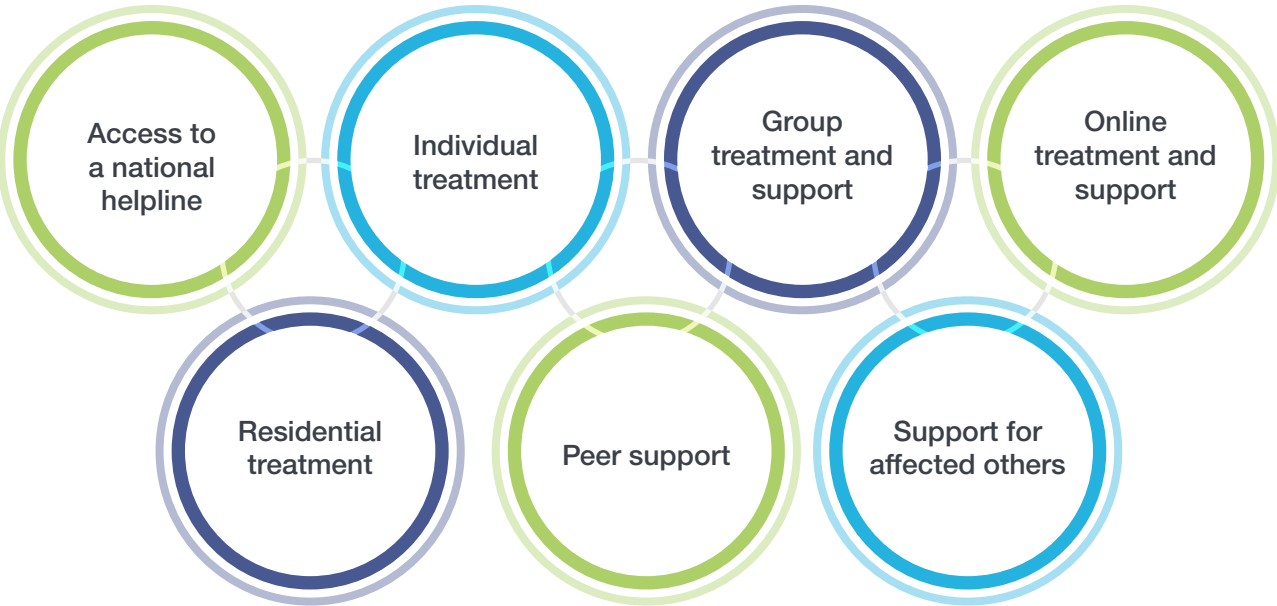 Access to
a national
helpline
Individual
treatment
Group
treatment and
support
Online
treatment and
support
Residential
treatment
Peer support
Support for
affected others